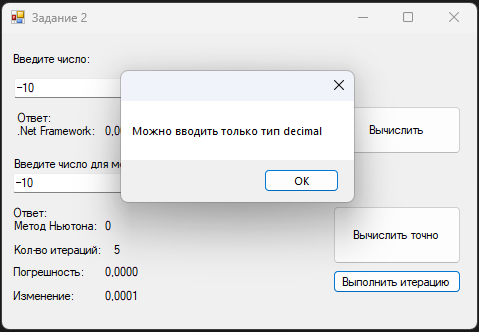 Задание 2
Введите число:
−10
Можно вводить только тип decimal
OK
Ответ:
.Net Framework: 0,0
Вычислить
Введите число для ме
−10
Ответ:
Метод Ньютона: 0
Вычислить точно
Кол-во итераций: 5
Погрешность: 0,0000
Выполнить итерацию
Изменение: 0,0001